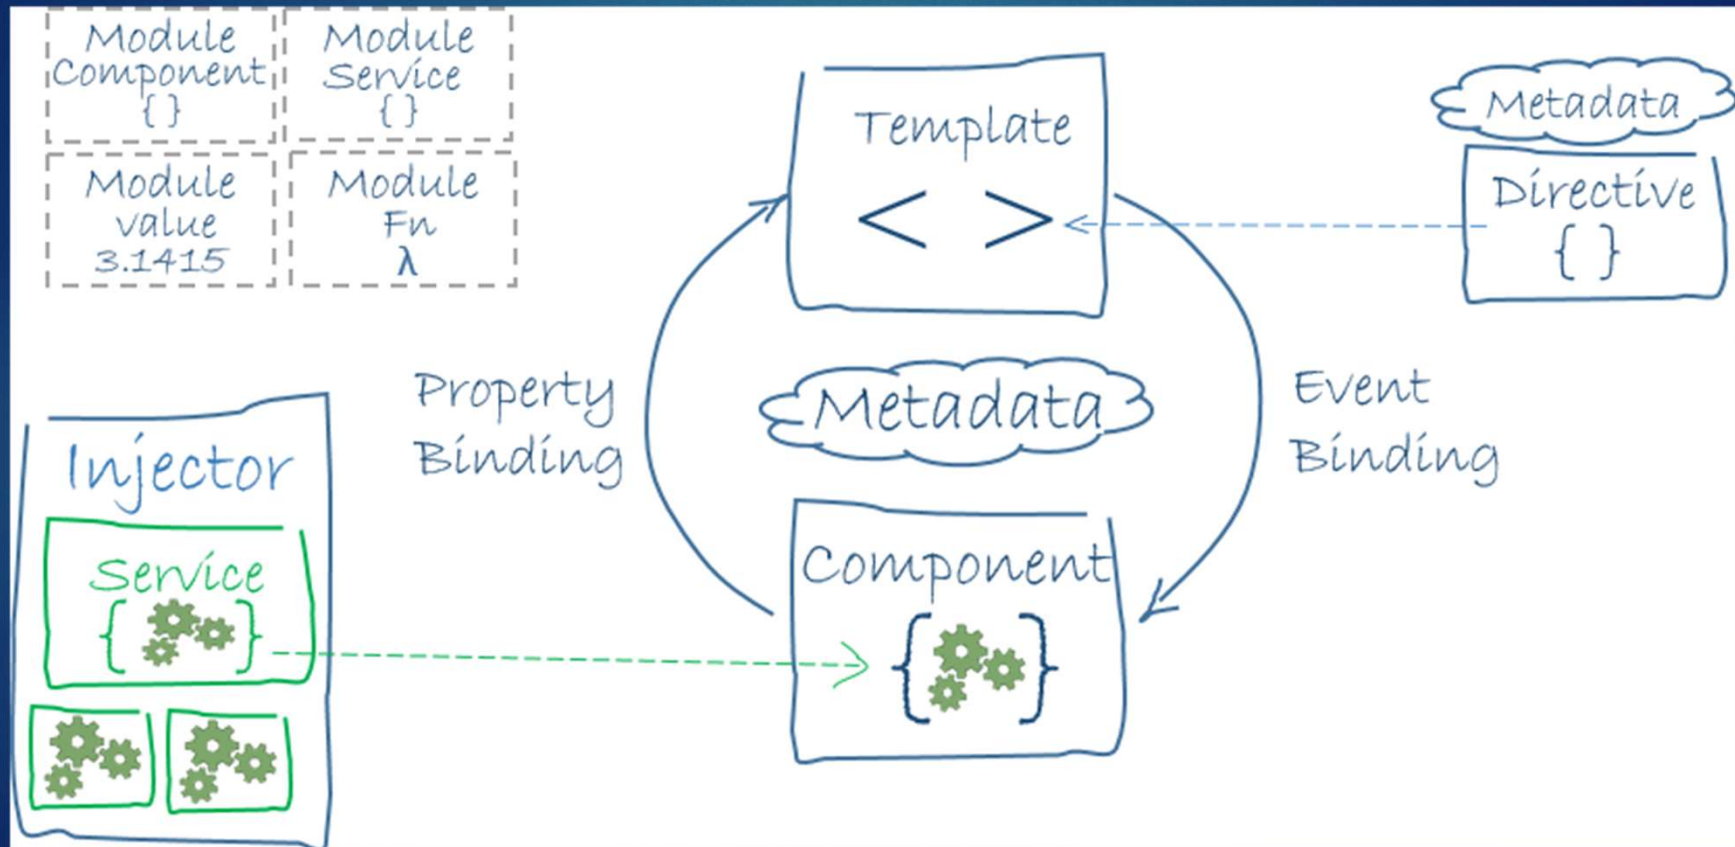 Module
Component
{ }
Module
Service
{ }
Module
value
3.1415
Module
Fn
λ
Template
< >
Metadata
Directive
{ }
Property
Binding
Metadata
Event
Binding
Injector
Service
{ }
Component
{ }